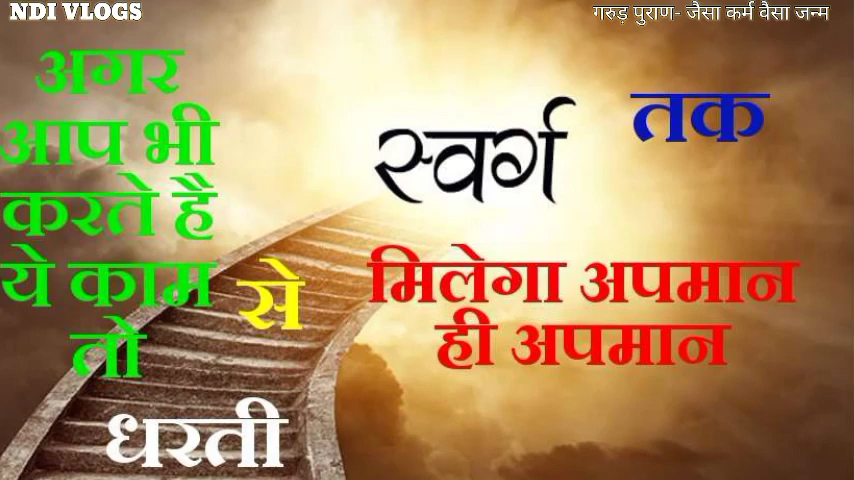 NDI VLOGS
गरुड़ पुराण- जैसा कर्म वैसा जन्म
अगर
आप भी
करते है
ये काम
तो
धरती
से
स्वर्ग
तक
मिलेगा अपमान
ही अपमान